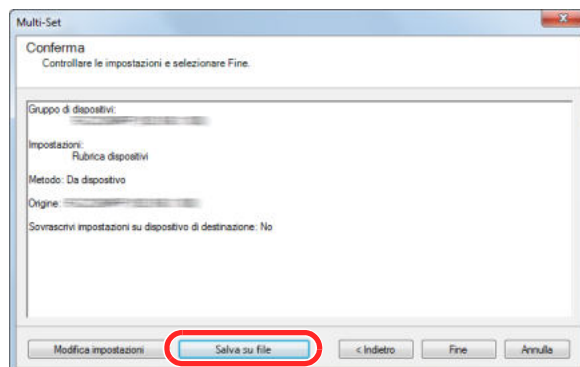 Multi-Set
Conferma
Controllare le impostazioni e selezionare Fine.
Gruppo di dispositivi:
Impostazioni:
Rubrica dispositivi
Metodo: Da dispositivo
Origine:
Sovrascrivi impostazioni su dispositivo di destinazione: No
Modifica impostazioni Salva su file < Indietro Fine Annulla